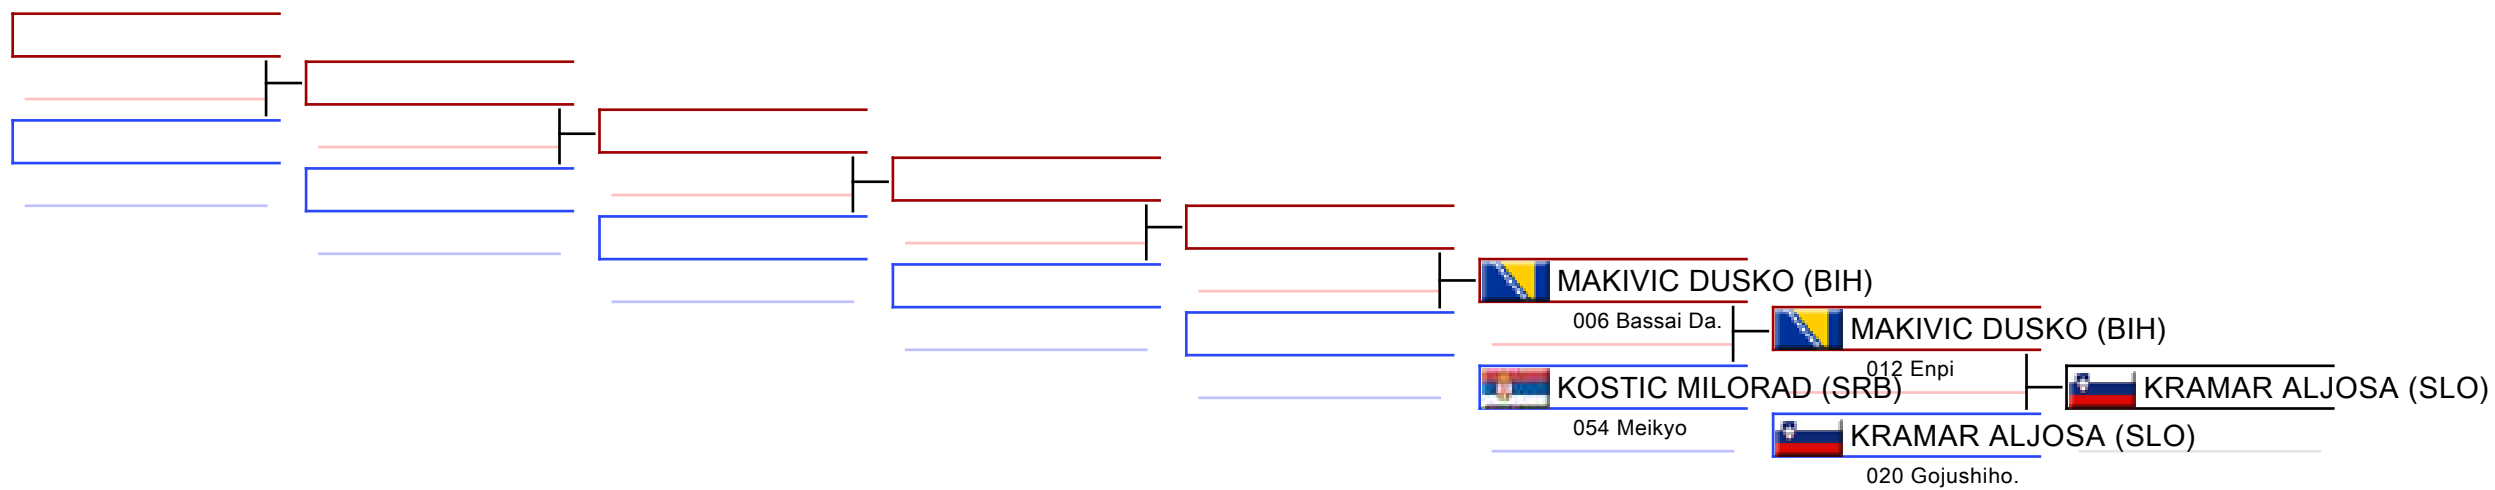 MAKIVIC DUSKO (BIH)
006 Bassai Da.
KOSTIC MILORAD (SRB)
054 Meikyo
MAKIVIC DUSKO (BIH)
012 Enpi
KRAMAR ALJOSA (SLO)
020 Gojushiho.
KRAMAR ALJOSA (SLO)